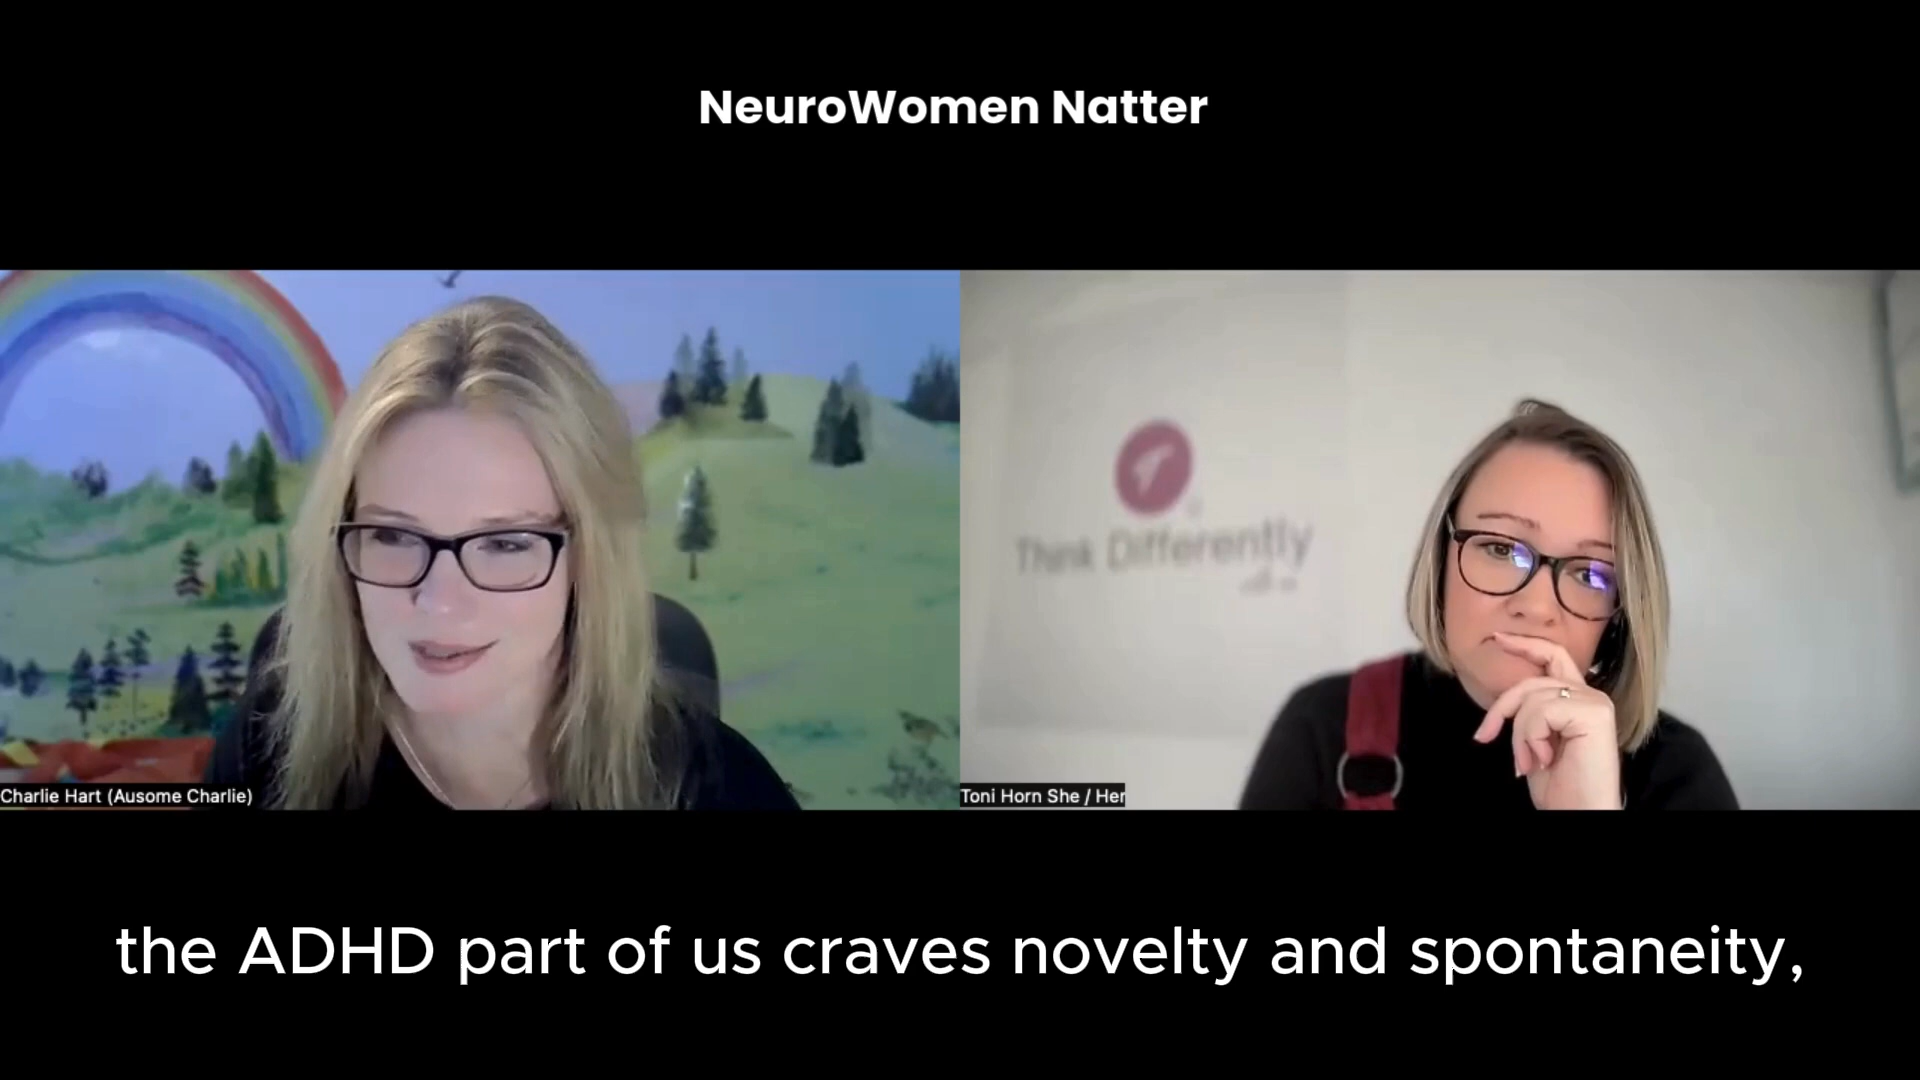 NeuroWomen Natter
Think Differently
Charlie Hart (Ausome Charlie)
Toni Horn She / Her
the ADHD part of us craves novelty and spontaneity,